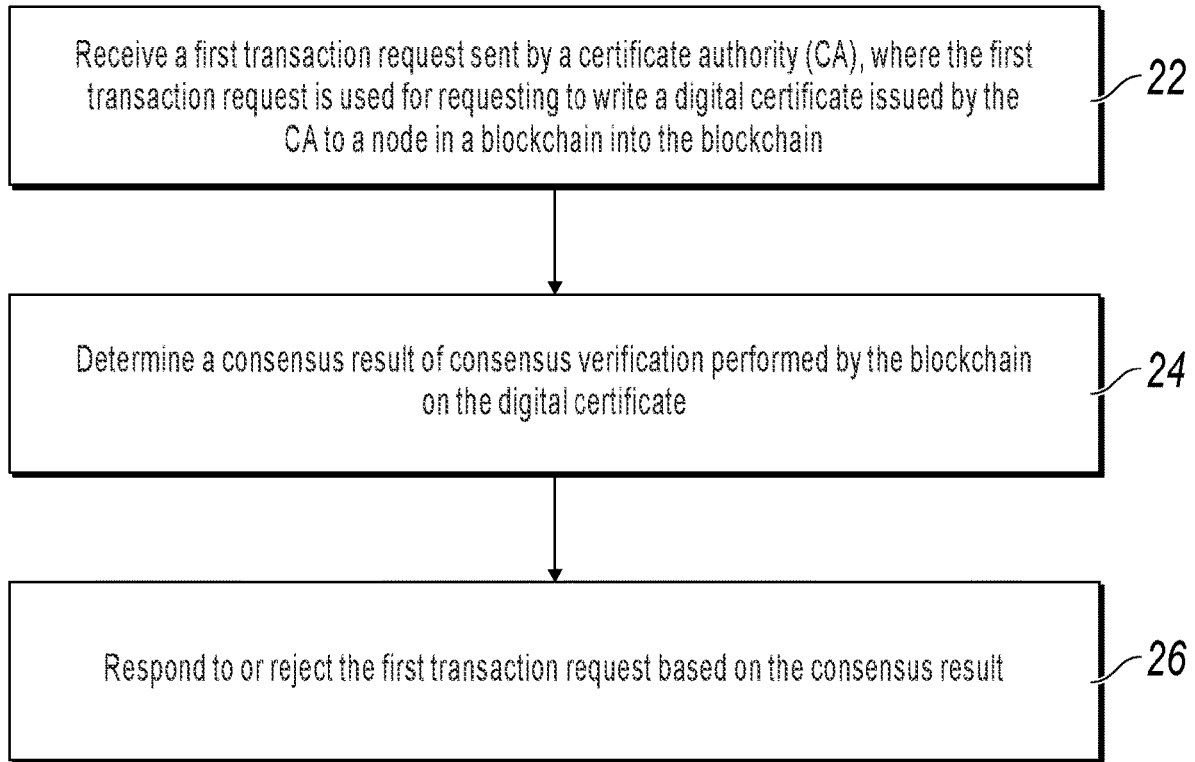 Receive a first transaction request sent by a certificate authority (CA), where the first
transaction request is used for requesting to write a digital certificate issued by the
CA to a node in a blockchain into the blockchain
22
Determine a consensus result of consensus verification performed by the blockchain
on the digital certificate
24
Respond to or reject the first transaction request based on the consensus result
26